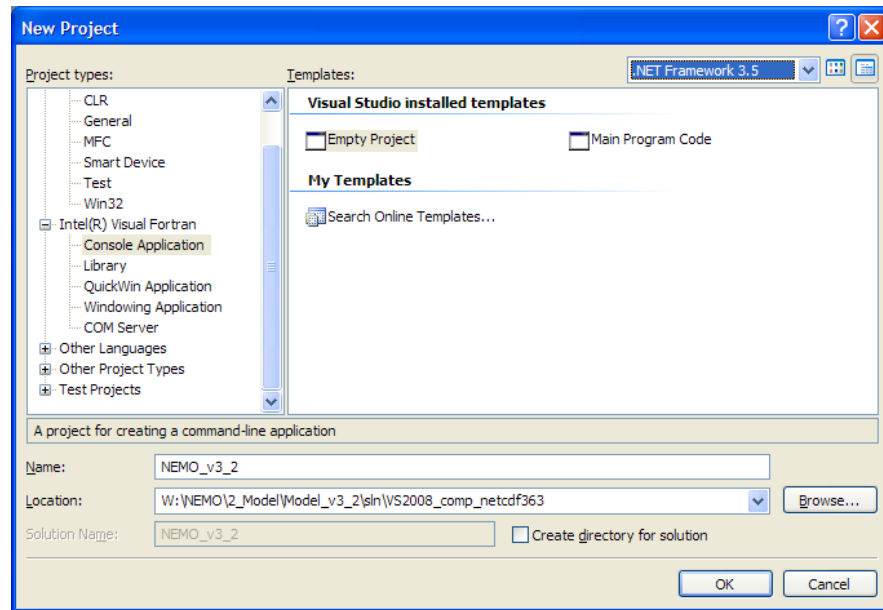 New Project
Project types:
Templates:
.NET Framework 3.5
CLR
General
MFC
Smart Device
Test
Win32
Intel(R) Visual Fortran
Console Application
Library
QuickWin Application
Windowing Application
COM Server
Other Languages
Other Project Types
Test Projects
Visual Studio installed templates
Empty Project
Main Program Code
My Templates
Search Online Templates...
A project for creating a command-line application
Name:
NEMO_v3_2
Location:
W:\NEMO\2_Model\Model_v3_2\sln\VS2008_comp_netcdf363
Browse...
Solution Name:
NEMO_v3_2
Create directory for solution
OK
Cancel